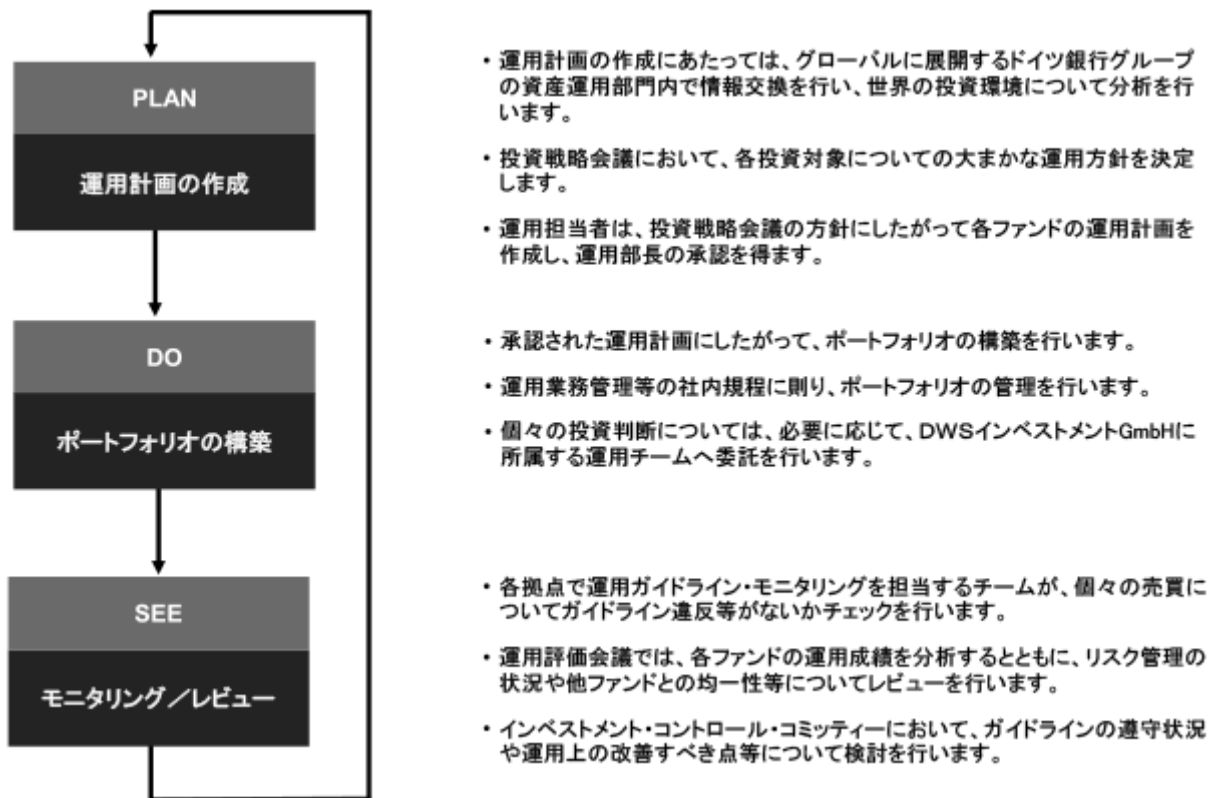 PLAN
運用計画の作成
・運用計画の作成にあたっては、グローバルに展開するドイツ銀行グループ
の資産運用部門内で情報交換を行い、世界の投資環境について分析を行
います。
・投資戦略会議において、各投資対象についての大まかな運用方針を決定
します。
・運用担当者は、投資戦略会議の方針にしたがって各ファンドの運用計画を
作成し、運用部長の承認を得ます。
DO
ポートフォリオの構築
・承認された運用計画にしたがって、ポートフォリオの構築を行います。
・運用業務管理等の社内規程に則り、ポートフォリオの管理を行います。
・個々の投資判断については、必要に応じて、DWSインベストメントGmbHに
所属する運用チームへ委託を行います。
SEE
モニタリング／レビュー
・各拠点で運用ガイドライン・モニタリングを担当するチームが、個々の売買に
ついてガイドライン違反等がないかチェックを行います。
・運用評価会議では、各ファンドの運用成績を分析するとともに、リスク管理の
状況や他ファンドとの均一性等についてレビューを行います。
・インベストメント・コントロール・コミッティーにおいて、ガイドラインの遵守状況
や運用上の改善すべき点等について検討を行います。